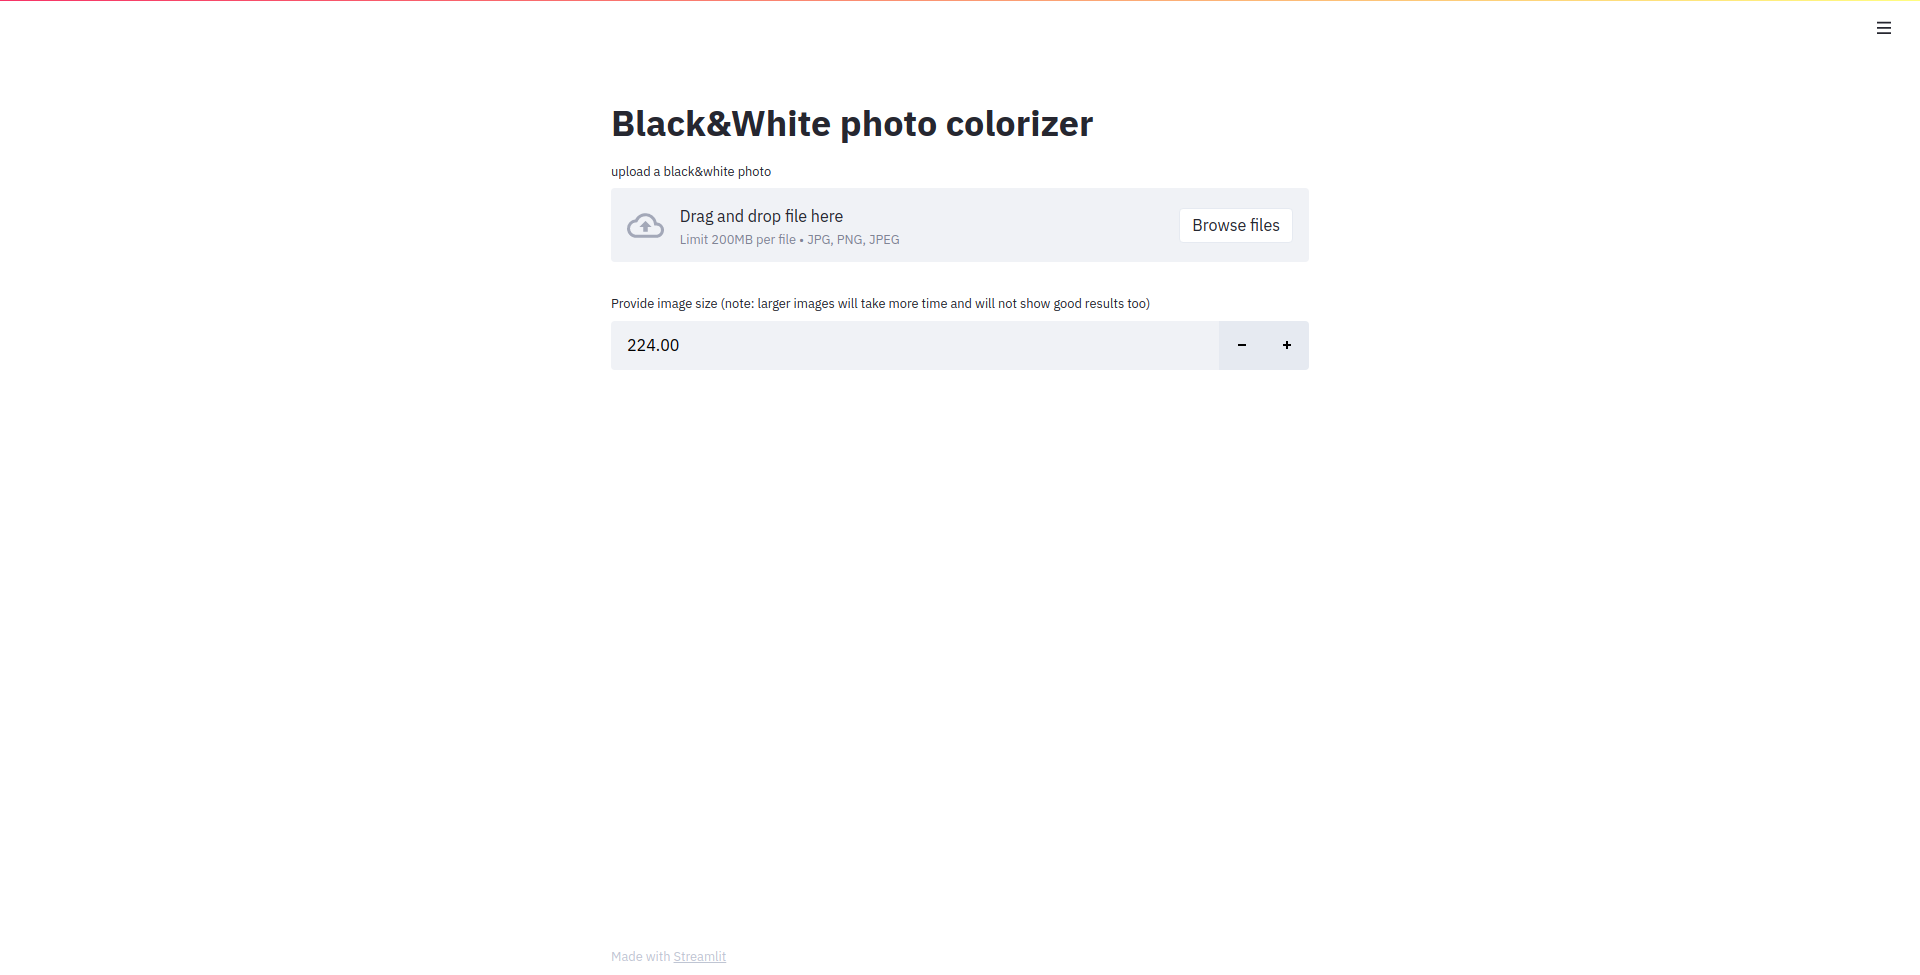 Black&White photo colorizer
upload a black&white photo
Drag and drop file here
Limit 200MB per file • JPG, PNG, JPEG
Browse files
Provide image size (note: larger images will take more time and will not show good results too)
224.00
Made with Streamlit